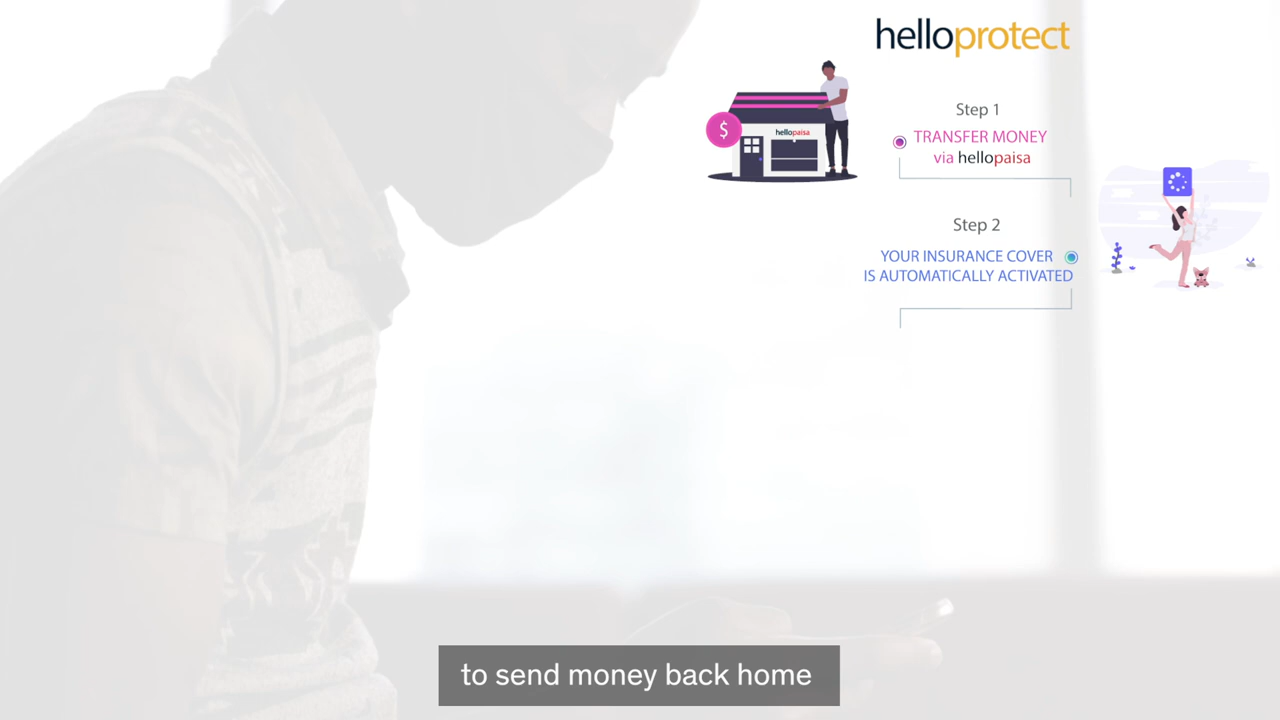 helloprotect
$
hellopaisa
Step 1
TRANSFER MONEY
via hellopaisa
Step 2
YOUR INSURANCE COVER
IS AUTOMATICALLY ACTIVATED
to send money back home